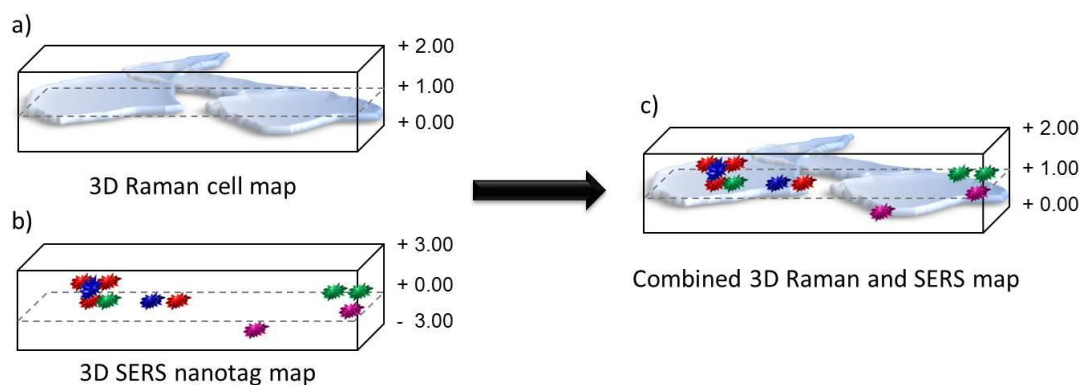 a)
+ 2.00
+ 1.00
+ 0.00
3D Raman cell map
b)
+ 3.00
+ 0.00
- 3.00
3D SERS nanotag map
c)
+ 2.00
+ 1.00
+ 0.00
Combined 3D Raman and SERS map